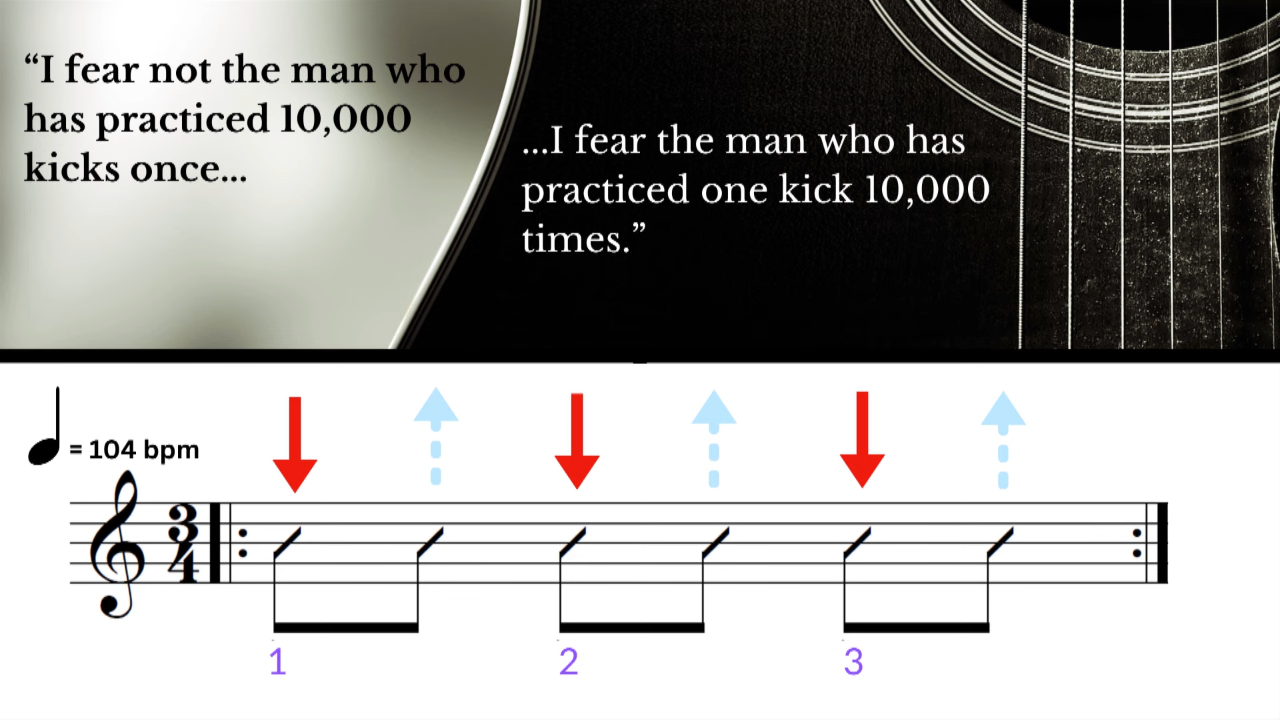 “I fear not the man who
has practiced 10,000
kicks once...
...I fear the man who has
practiced one kick 10,000
times.”
= 104 bpm
3
4
1 2 3